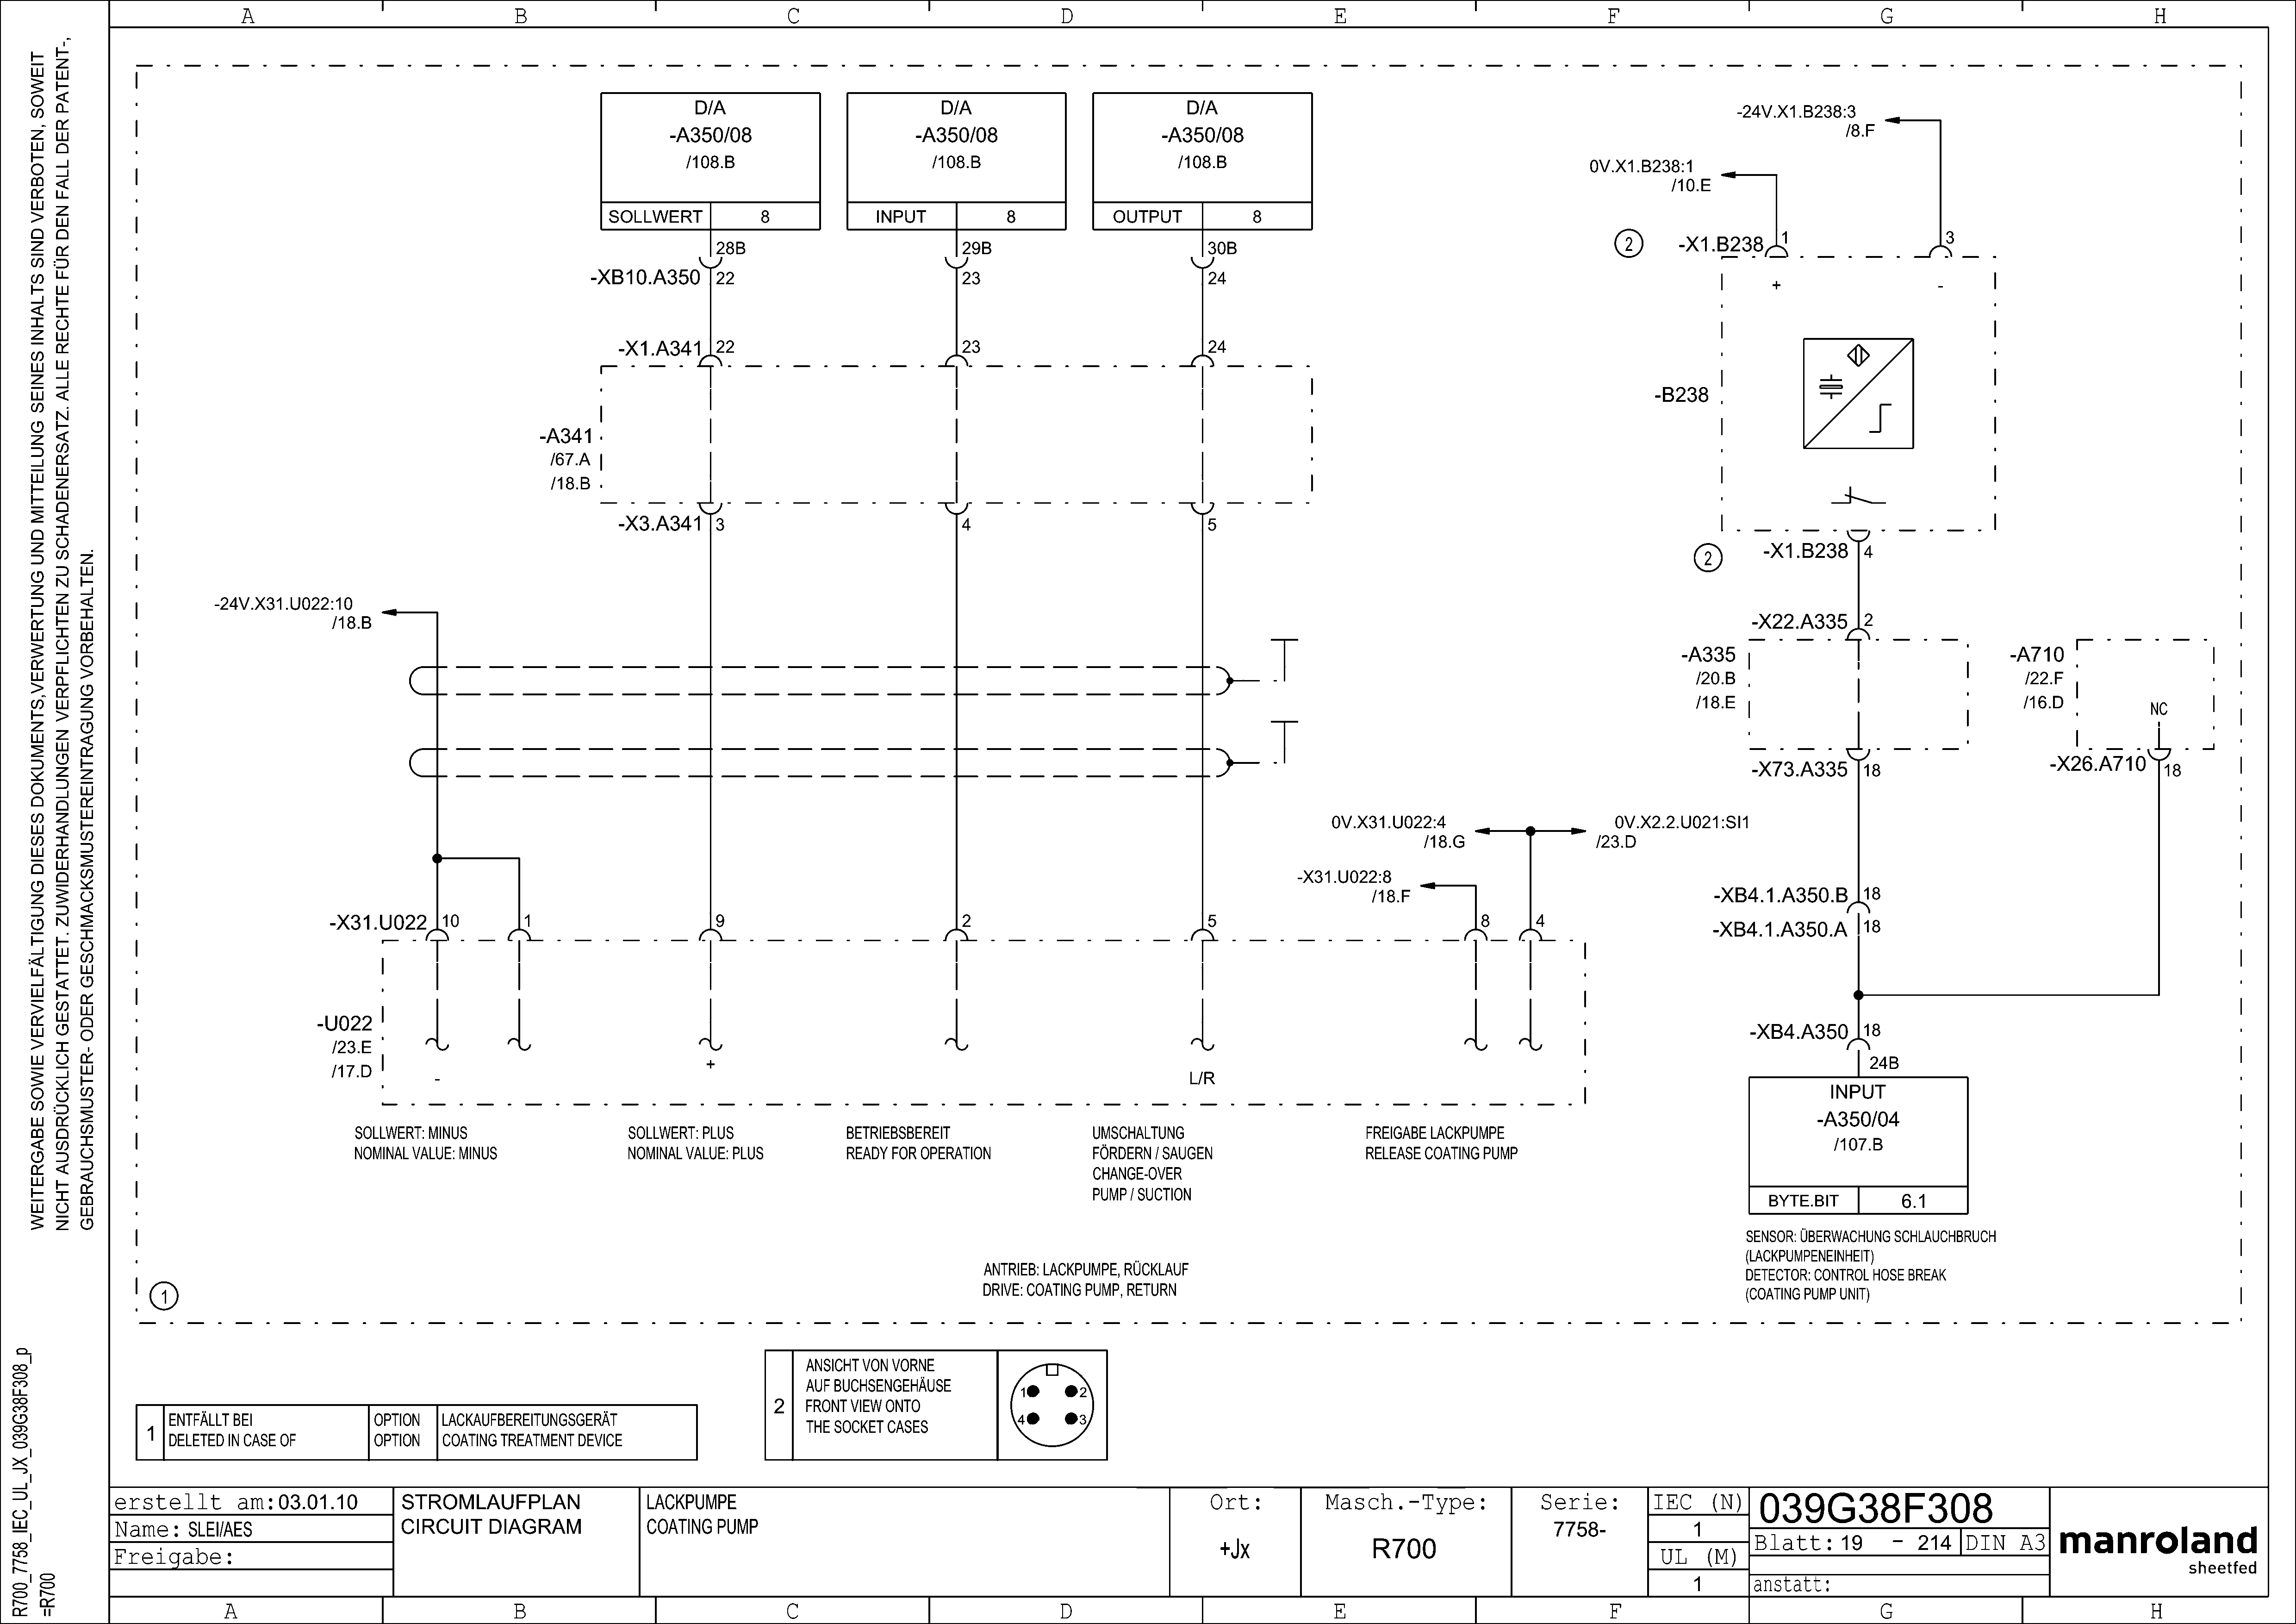 A B C D E F G H
WEITERGABE SOWIE VERVIELFÄLTIGUNG DIESES DOKUMENTS,VERWERTUNG UND MITTEILUNG SEINES INHALTS SIND VERBOTEN, SOWEIT
NICHT AUSDRÜCKLICH GESTATTET. ZUWIDERHANDLUNGEN VERPFLICHTEN ZU SCHADENERSATZ. ALLE RECHTE FÜR DEN FALL DER PATENT-,
GEBRAUCHSMUSTER- ODER GESCHMACKSMUSTEREINTRAGUNG VORBEHALTEN.
R700_7758_IEC_UL_JX_039G38F308_p
=R700
D/A
-A350/08
/108.B
SOLLWERT 8
D/A
-A350/08
/108.B
INPUT 8
D/A
-A350/08
/108.B
OUTPUT 8
28B 29B 30B
-XB10.A350 22 23 24
-X1.A341 22 23 24
-A341
/67.A
/18.B
-X3.A341 3 4 5
-24V.X31.U022:10
/18.B
0V.X31.U022:4
/18.G
0V.X2.2.U021:SI1
/23.D
-X31.U022:8
/18.F
-X31.U022 10 1 9 2 5 8 4
-U022
/23.E
/17.D
- + L/R
SOLLWERT: MINUS
NOMINAL VALUE: MINUS
SOLLWERT: PLUS
NOMINAL VALUE: PLUS
BETRIEBSBEREIT
READY FOR OPERATION
UMSCHALTUNG
FÖRDERN / SAUGEN
CHANGE-OVER
PUMP / SUCTION
FREIGABE LACKPUMPE
RELEASE COATING PUMP
ANTRIEB: LACKPUMPE, RÜCKLAUF
DRIVE: COATING PUMP, RETURN
-24V.X1.B238:3
/8.F
0V.X1.B238:1
/10.E
2 -X1.B238 1 3
+ -
-B238
2 -X1.B238 4
-X22.A335 2
-A335
/20.B
/18.E
-A710
/22.F
/16.D
NC
-X73.A335 18
-X26.A710 18
-XB4.1.A350.B 18
-XB4.1.A350.A 18
-XB4.A350 18
24B
INPUT
-A350/04
/107.B
BYTE.BIT 6.1
SENSOR: ÜBERWACHUNG SCHLAUCHBRUCH
(LACKPUMPENEINHEIT)
DETECTOR: CONTROL HOSE BREAK
(COATING PUMP UNIT)
1
1 ENTFÄLLT BEI OPTION LACKAUFBEREITUNGSGERÄT
DELETED IN CASE OF OPTION COATING TREATMENT DEVICE
2 ANSICHT VON VORNE
AUF BUCHSENGEHÄUSE
FRONT VIEW ONTO
THE SOCKET CASES
1 2
4 3
erstellt am: 03.01.10
Name: SLEI/AES
Freigabe:
STROMLAUFPLAN
CIRCUIT DIAGRAM
LACKPUMPE
COATING PUMP
Ort:
+Jx
Masch.-Type:
R700
Serie:
7758-
IEC (N)
1
UL (M)
1
039G38F308
Blatt: 19 - 214 DIN A3
anstatt:
manroland
sheetfed
A B C D E F G H